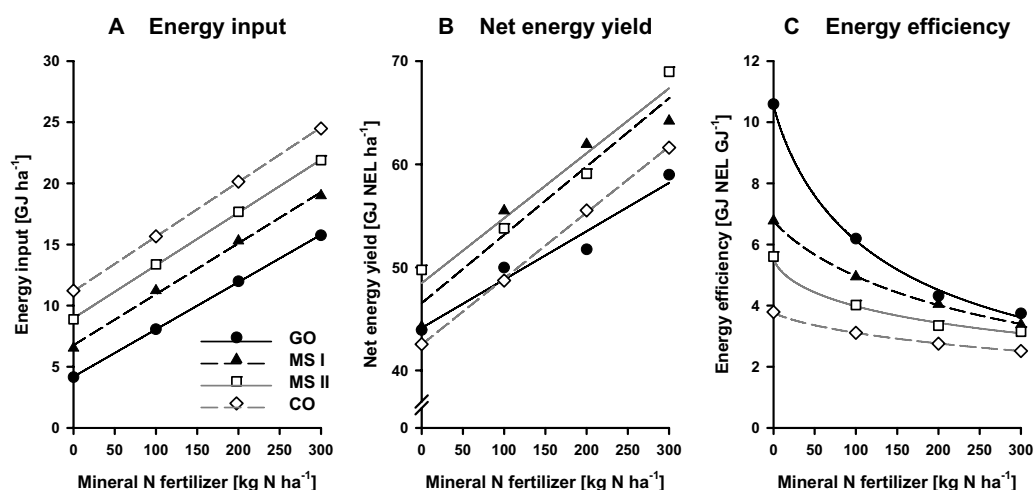 A Energy input
Energy input [GJ ha-1]
30
25
20
15
10
5
0
GO
MS I
MS II
CO
0 50 100 150 200 250 300
Mineral N fertilizer [kg N ha-1]
B Net energy yield
Net energy yield [GJ NEL ha-1]
70
60
50
40
0
0 50 100 150 200 250 300
Mineral N fertilizer [kg N ha-1]
C Energy efficiency
Energy efficiency [GJ NEL GJ-1]
12
10
8
6
4
2
0
0 50 100 150 200 250 300
Mineral N fertilizer [kg N ha-1]